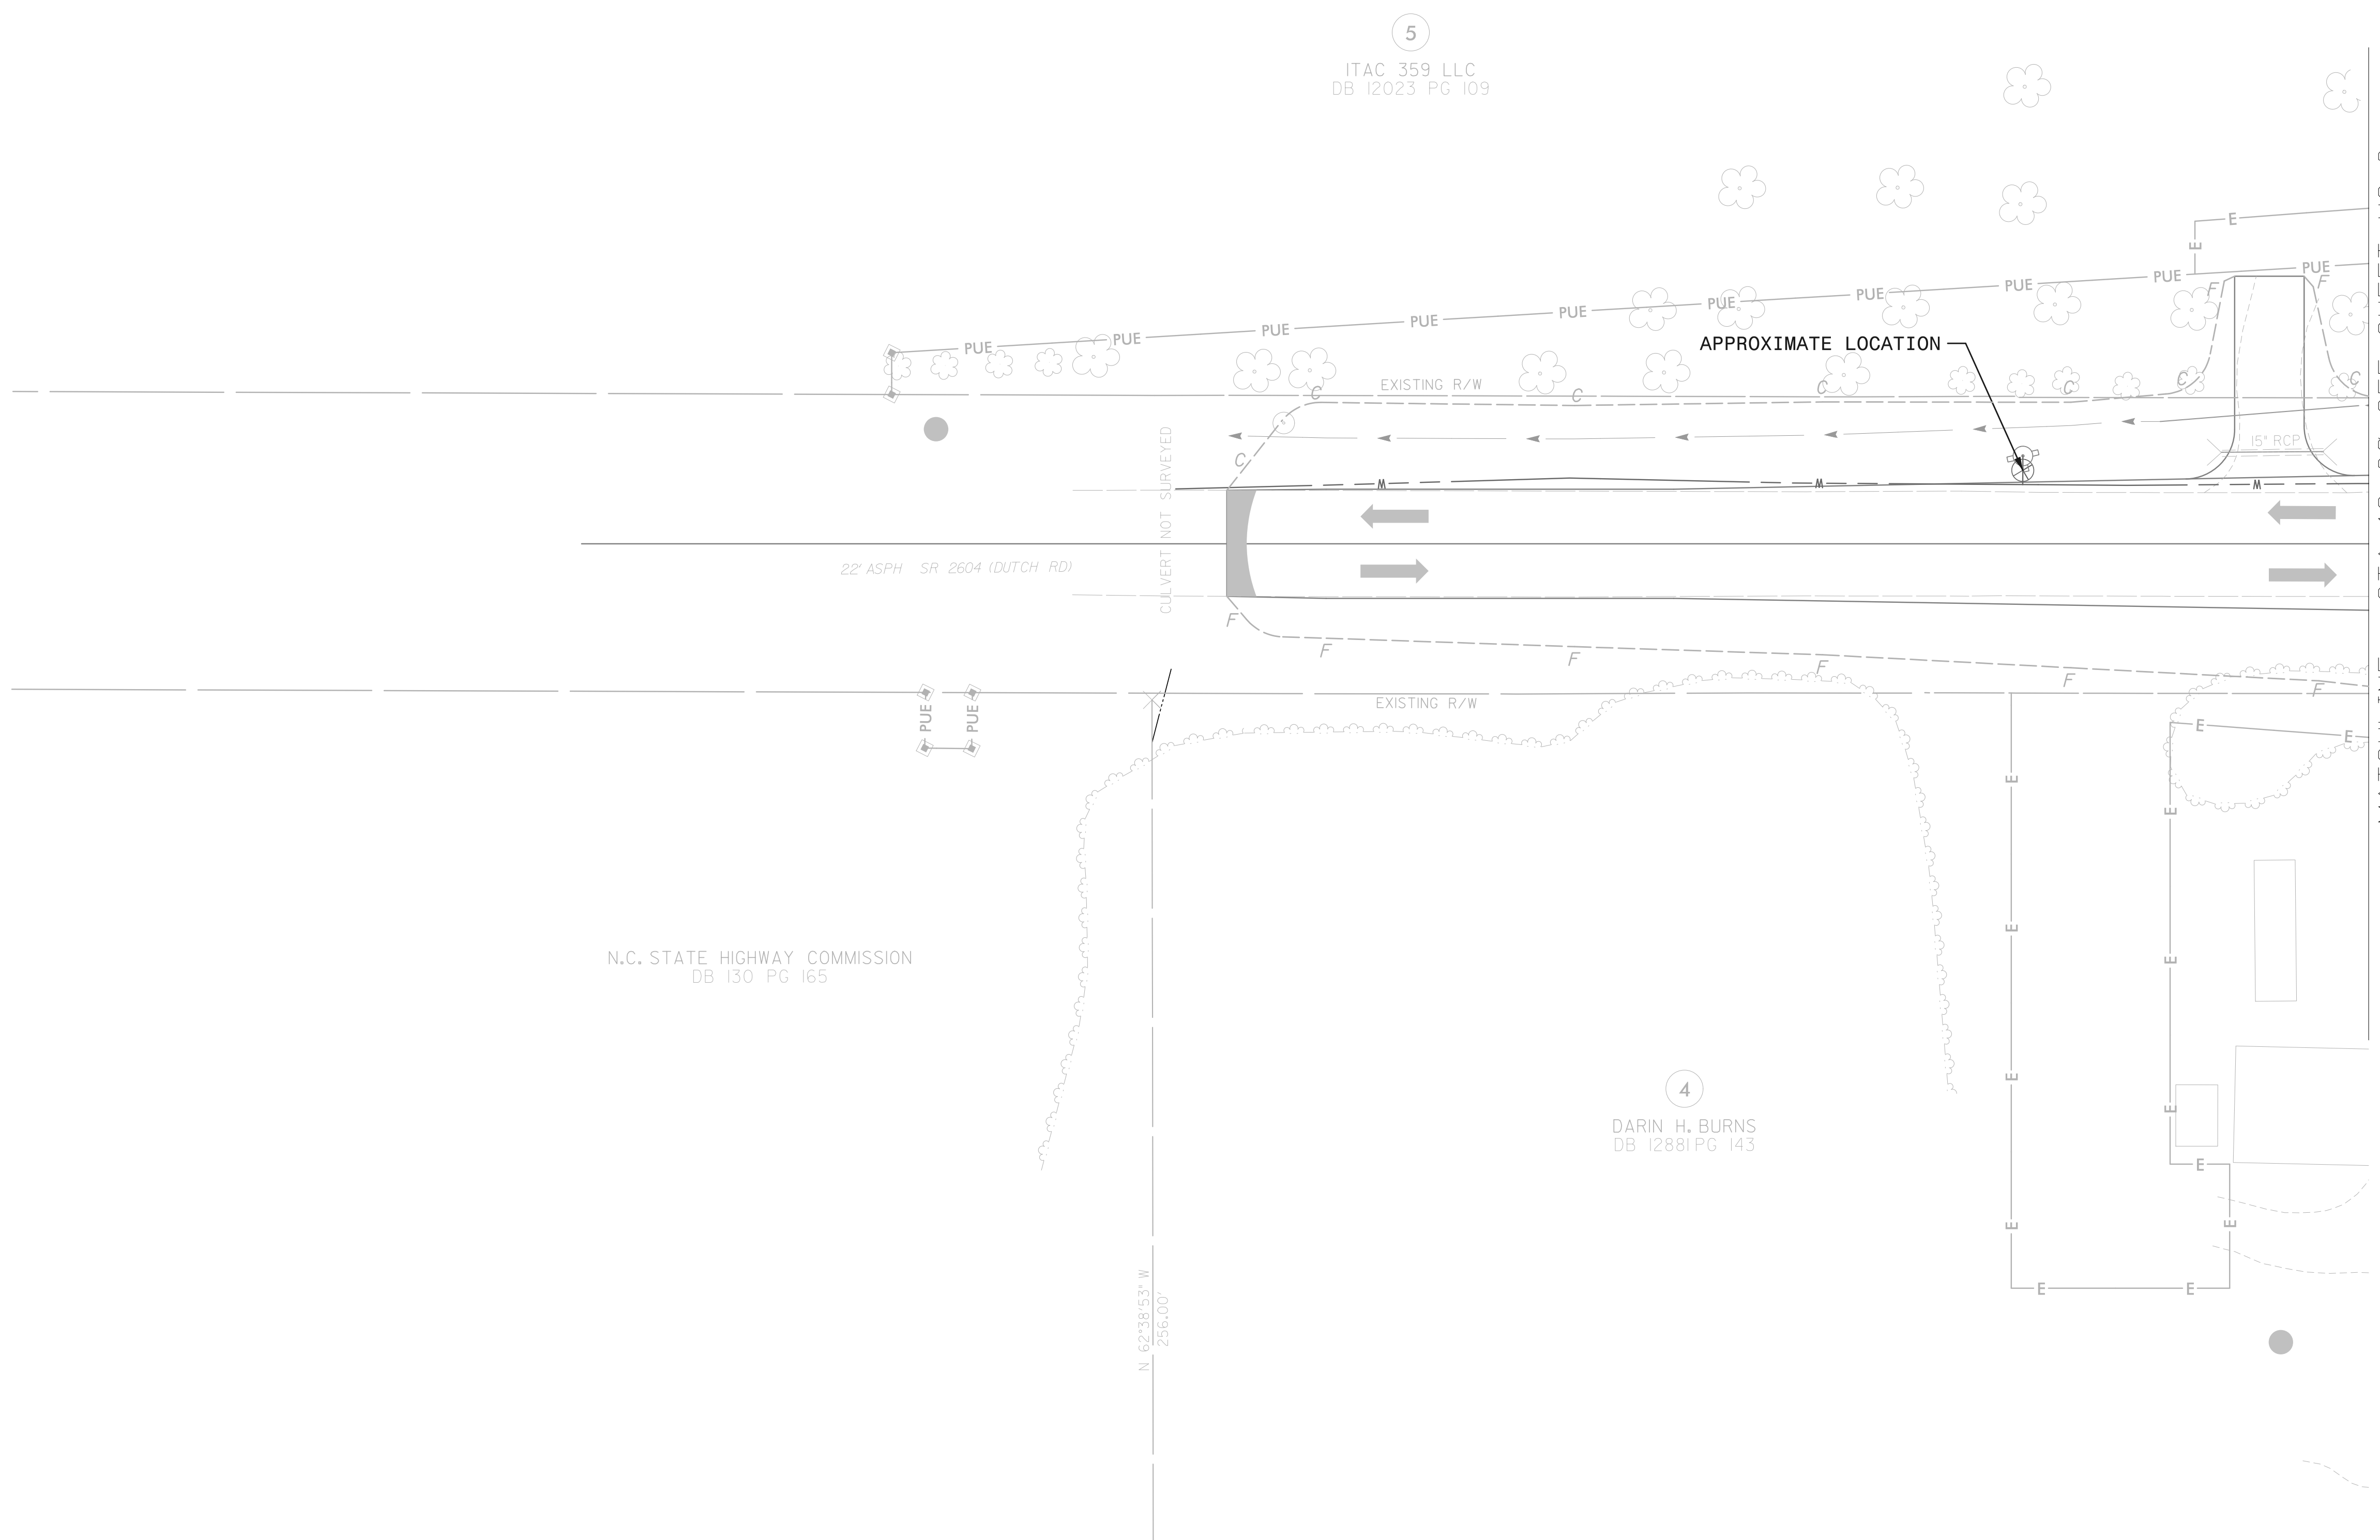 5
ITAC 359 LLC
DB 12023 PG 109
E
E
PUE PUE PUE PUE PUE PUE PUE PUE PUE PUE
F F
APPROXIMATE LOCATION
EXISTING R/W
C C C C C C
C
15" RCP
W W W
CULVERT NOT SURVEYED
22' ASPH SR 2604 (DUTCH RD)
F F F F F F
EXISTING R/W
PUE PUE
E E
E E
E E
E E
E E
E
E E
N.C. STATE HIGHWAY COMMISSION
DB 130 PG 165
4
DARIN H. BURNS
DB 12881 PG 143
N 62°38'53" W
256.00'